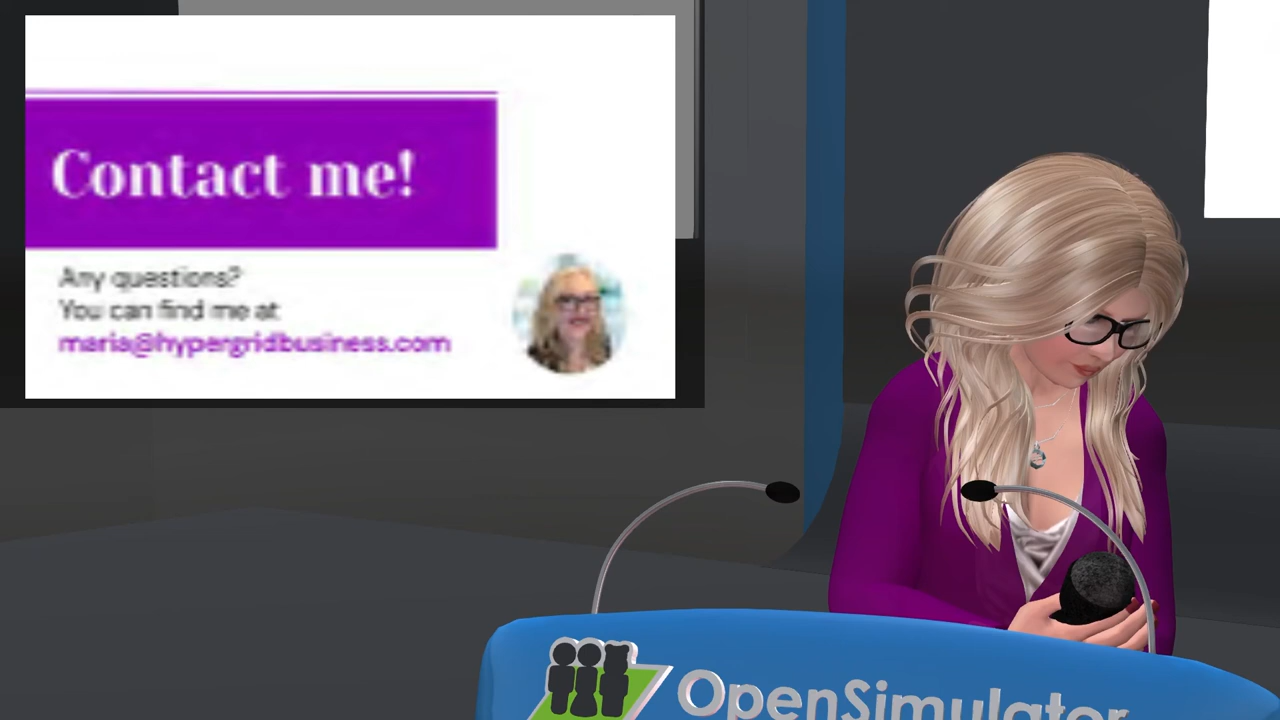 Contact me!
Any questions?
You can find me at
maria@hypergridbusiness.com
OpenSimulator